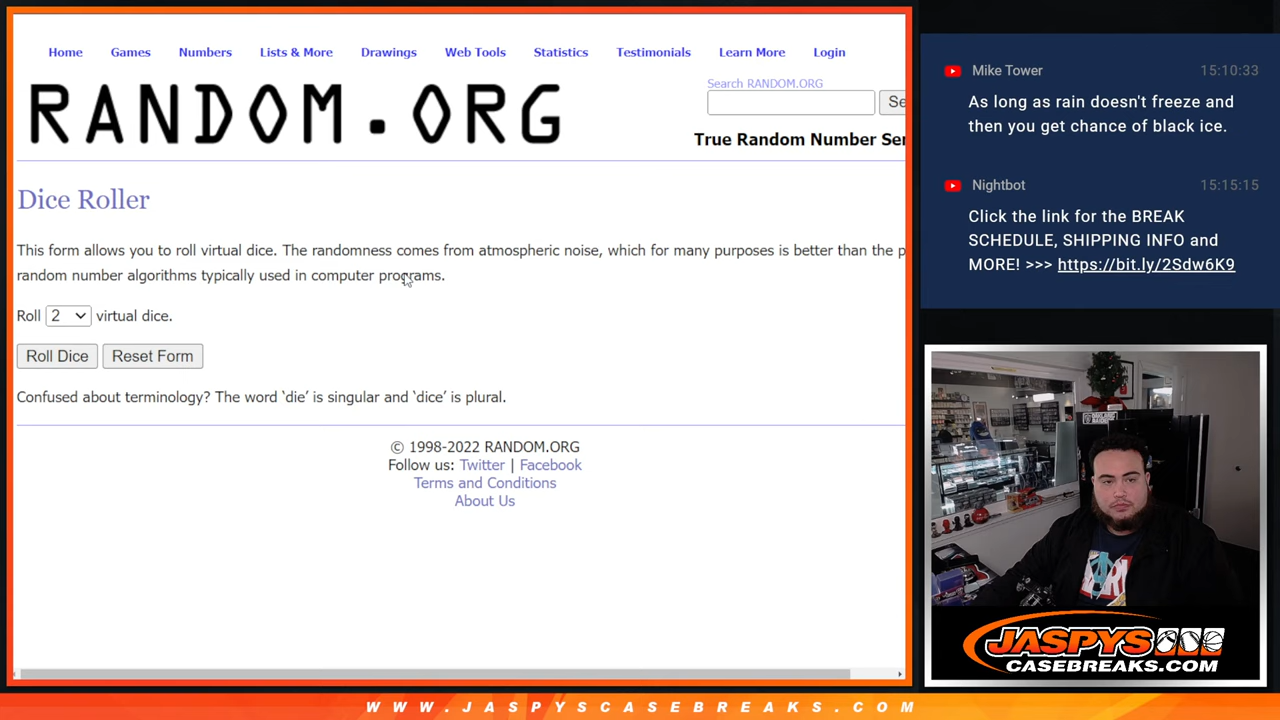 Home Games Numbers Lists & More Drawings Web Tools Statistics Testimonials Learn More Login
RANDOM.ORG
Search RANDOM.ORG
Se
True Random Number Ser
Dice Roller
This form allows you to roll virtual dice. The randomness comes from atmospheric noise, which for many purposes is better than the p
random number algorithms typically used in computer programs.
Roll 2 virtual dice.
Roll Dice Reset Form
Confused about terminology? The word ‘die’ is singular and ‘dice’ is plural.
© 1998-2022 RANDOM.ORG
Follow us: Twitter | Facebook
Terms and Conditions
About Us
Mike Tower 15:10:33
As long as rain doesn't freeze and
then you get chance of black ice.
Nightbot 15:15:15
Click the link for the BREAK
SCHEDULE, SHIPPING INFO and
MORE! >>> https://bit.ly/2Sdw6K9
JASPYS
CASEBREAKS.COM
WWW.JASPYSCASEBREAKS.COM